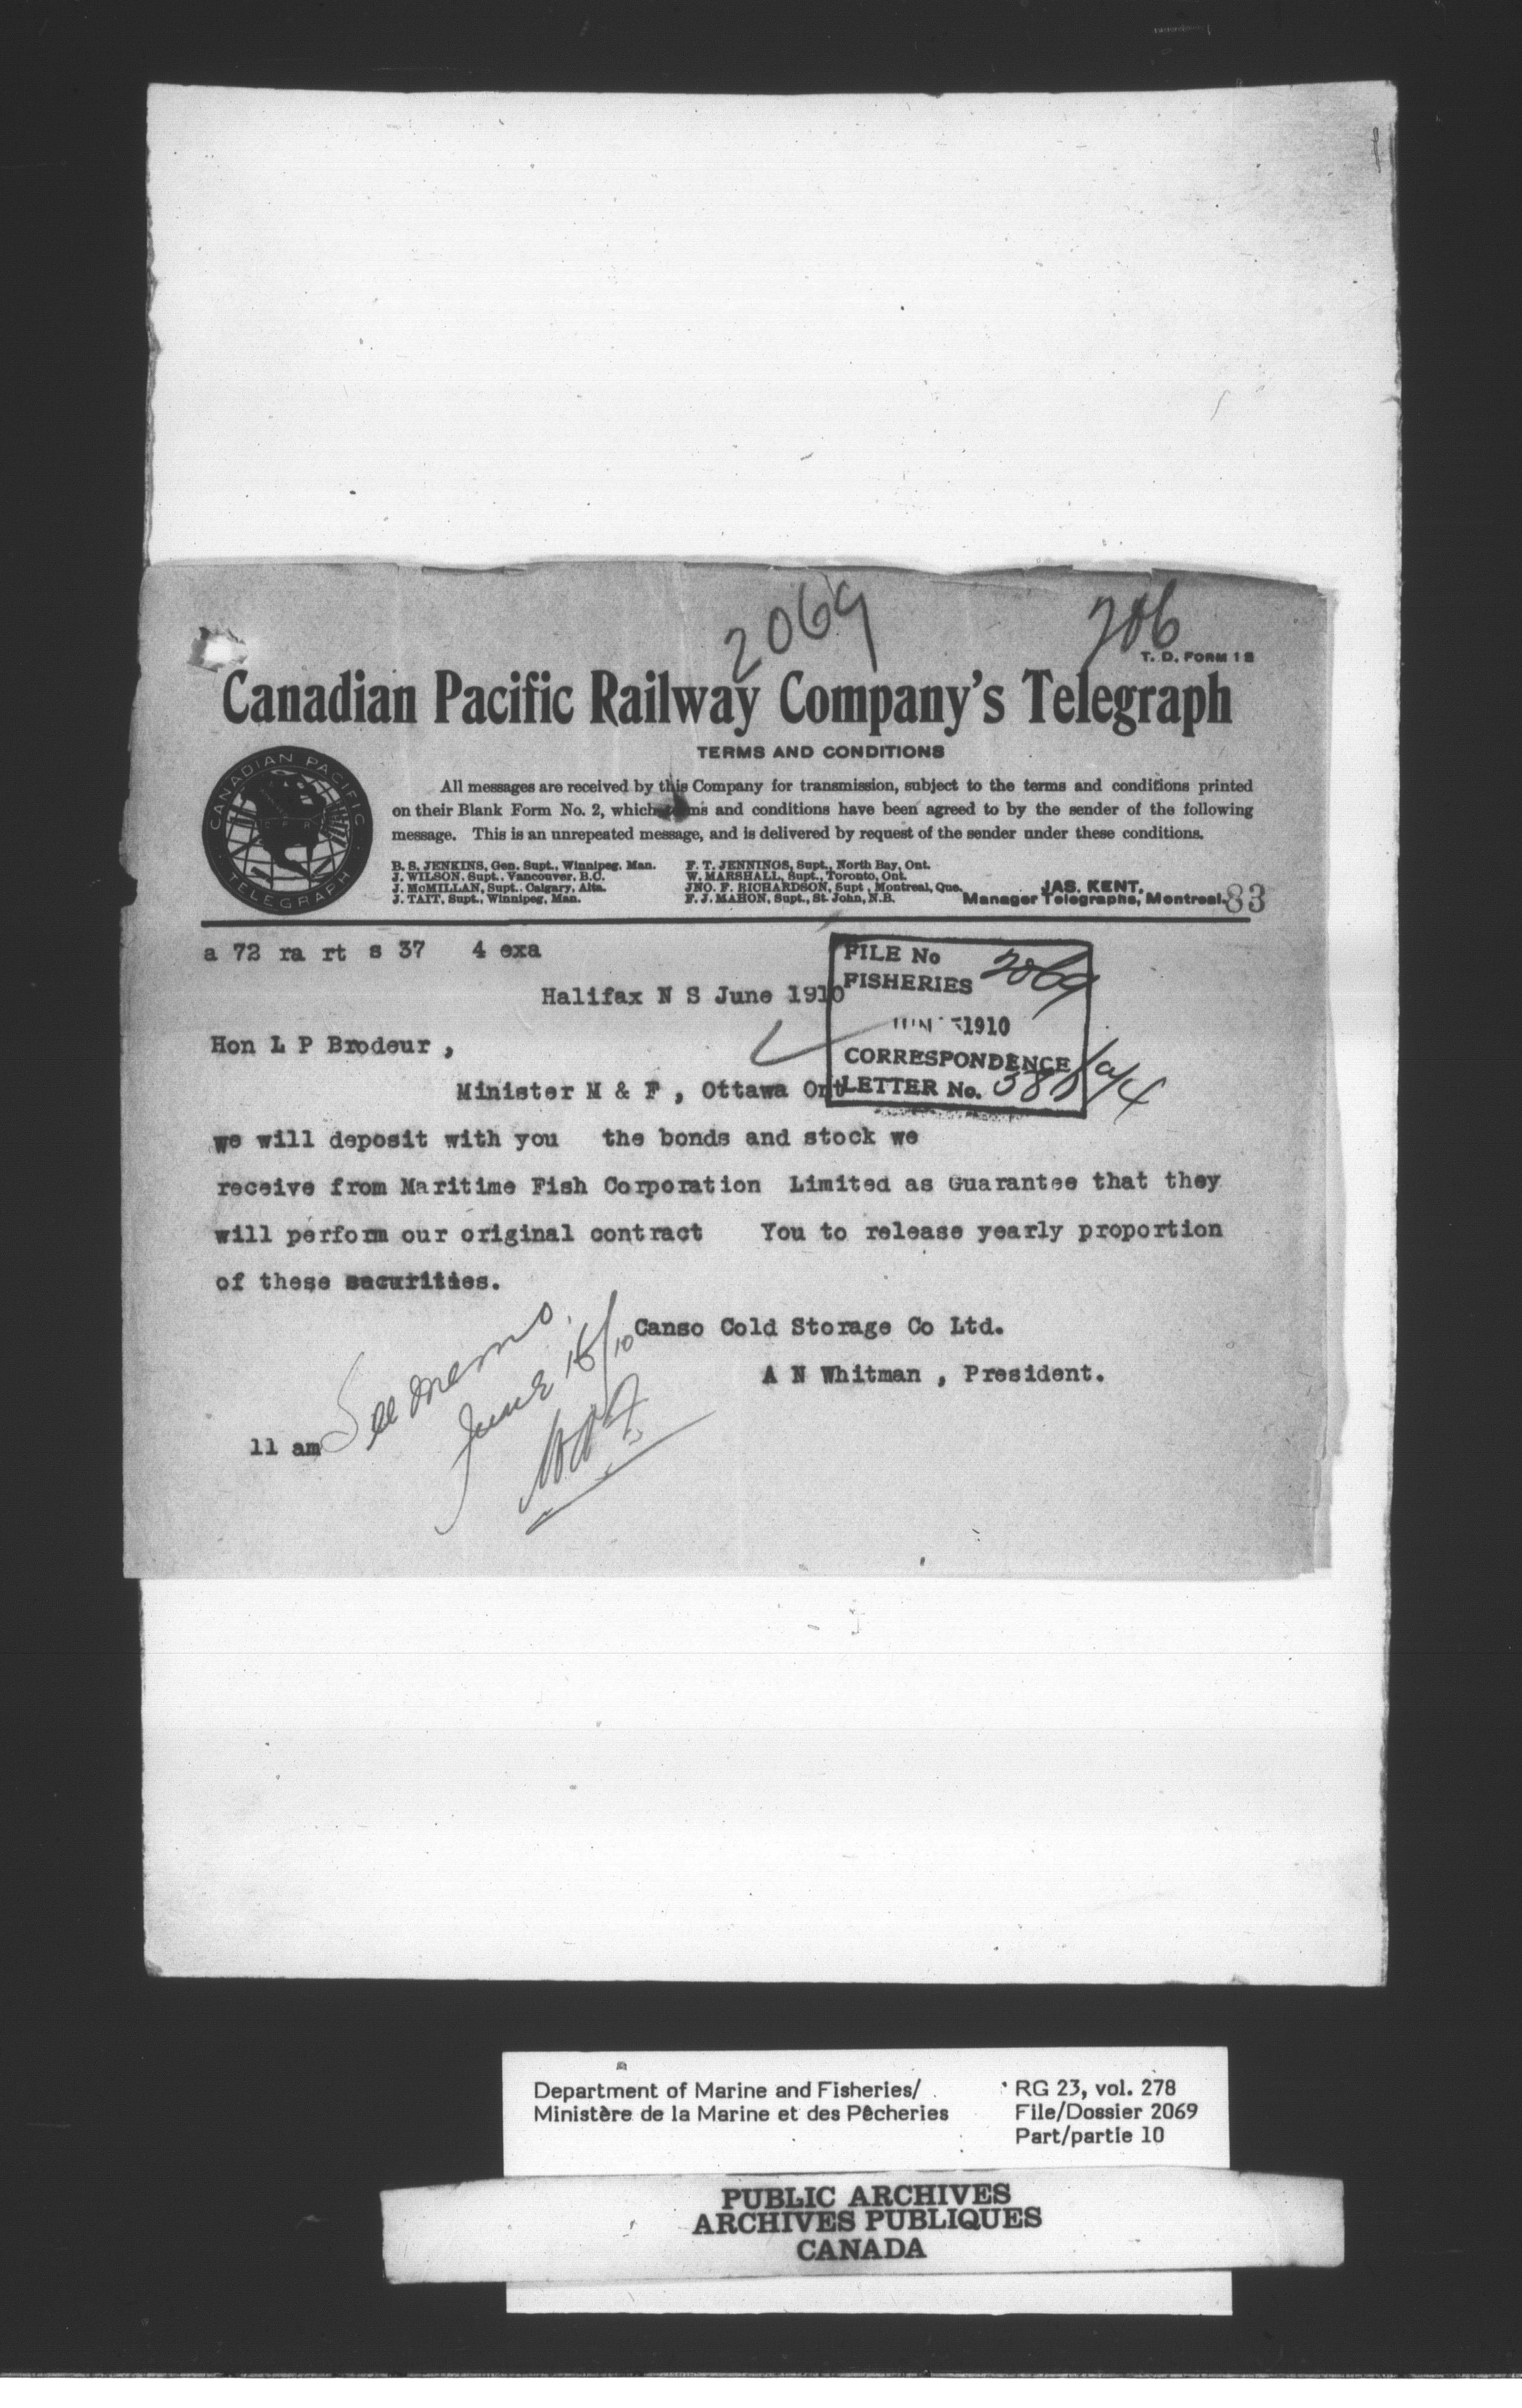 2069
206
T. D. FORM 1 S
Canadian Pacific Railway Company's Telegraph
TERMS AND CONDITIONS
CANADIAN PACIFIC
TELEGRAPH
All messages are received by this Company for transmission, subject to the terms and conditions printed
on their Blank Form No. 2, which terms and conditions have been agreed to by the sender of the following
message. This is an unrepeated message, and is delivered by request of the sender under these conditions.
B. S. JENKINS, Gen. Supt., Winnipeg, Man.
J. WILSON, Supt., Vancouver, B.C.
J. McMILLAN, Supt., Calgary, Alta.
J. TAIT, Supt., Winnipeg, Man.
F. T. JENNINGS, Supt., North Bay, Ont.
W. MARSHALL, Supt., Toronto, Ont.
JNO. F. RICHARDSON, Supt, Montreal, Que.
F. J. MAHON, Supt., St. John, N.B.
JAS. KENT,
Manager Telegraphs, Montreal.
83
a 72 ra rt s 37 4 exa
FILE No 2069
FISHERIES
JUN 1910
CORRESPONDENCE
LETTER No.
Halifax N S June 1910
Hon L P Brodeur ,
Minister M & F , Ottawa Ont
we will deposit with you the bonds and stock we
receive from Maritime Fish Corporation Limited as Guarantee that they
will perform our original contract You to release yearly proportion
of these securities.
Canso Cold Storage Co Ltd.
A N Whitman , President.
11 am
See memo.
June 15/10
Department of Marine and Fisheries/
Ministère de la Marine et des Pêcheries
RG 23, vol. 278
File/Dossier 2069
Part/partie 10
PUBLIC ARCHIVES
ARCHIVES PUBLIQUES
CANADA